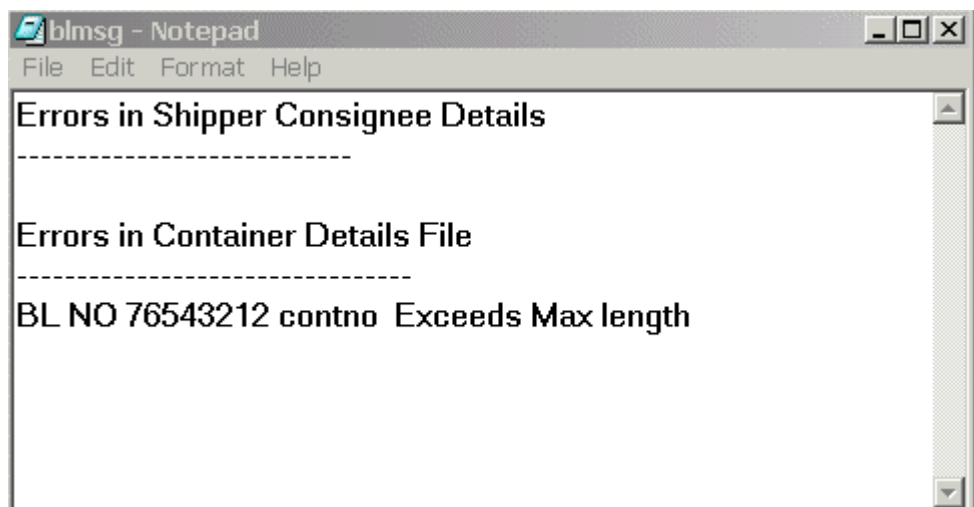 blmsg - Notepad
File Edit Format Help
Errors in Shipper Consignee Details
----------------------------
Errors in Container Details File
---------------------------------
BL NO 76543212 contno  Exceeds Max length